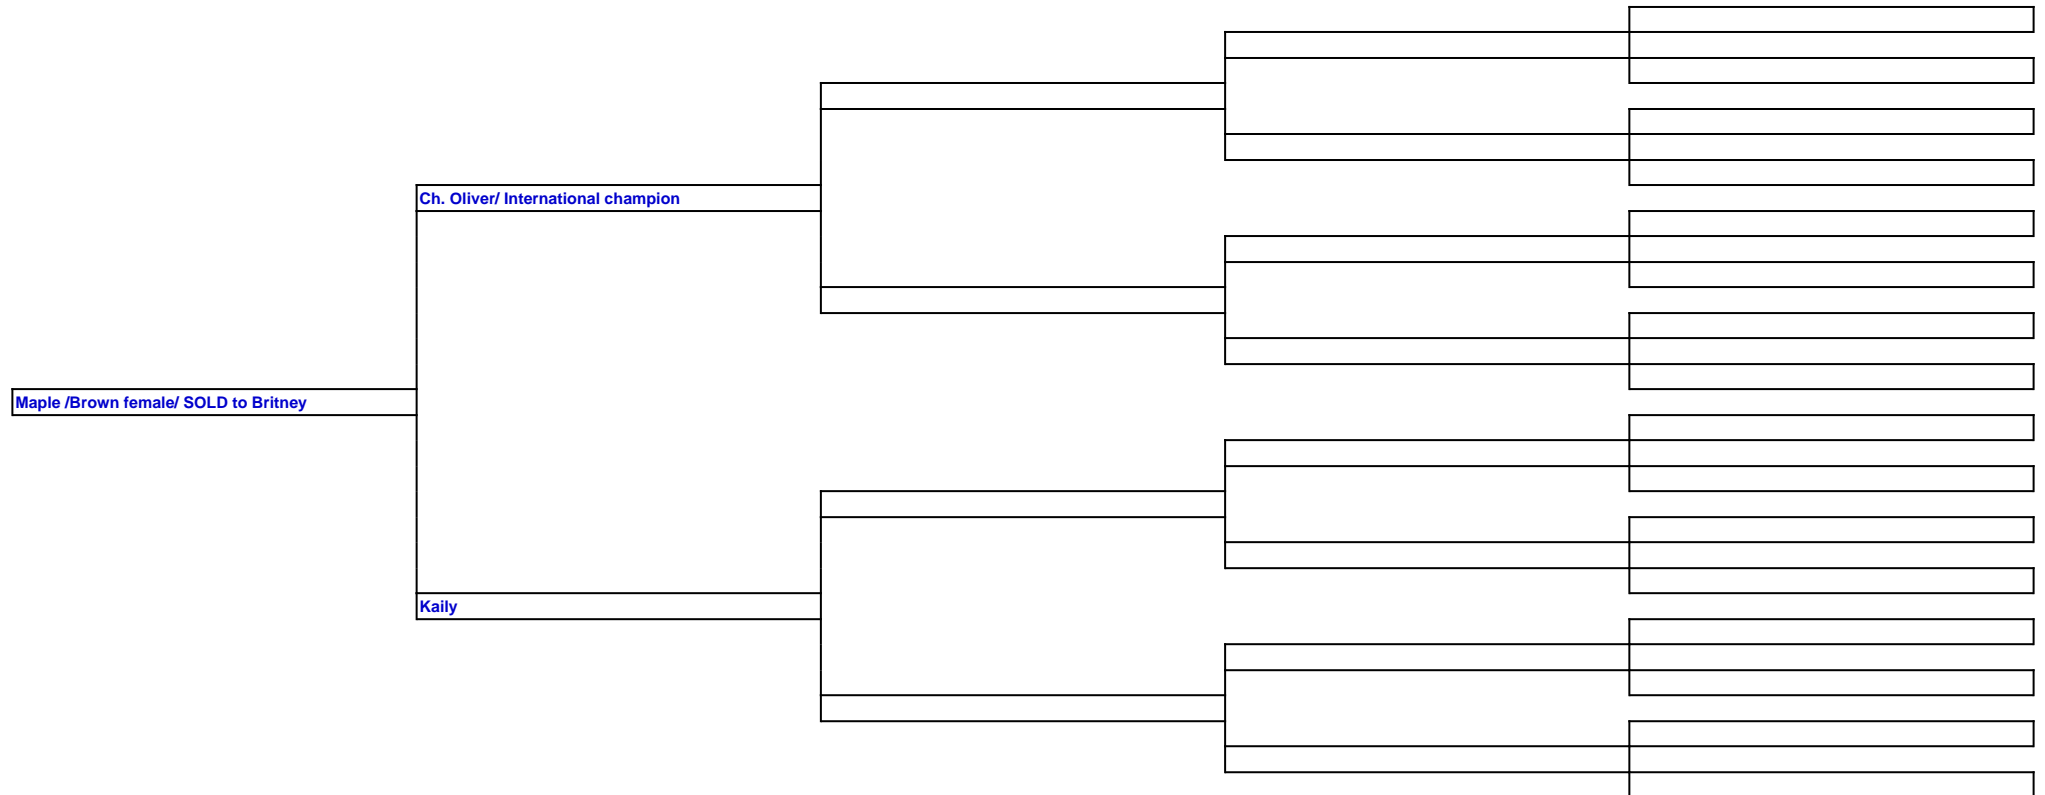 Ch. Oliver/ International champion
Maple /Brown female/ SOLD to Britney
Kaily